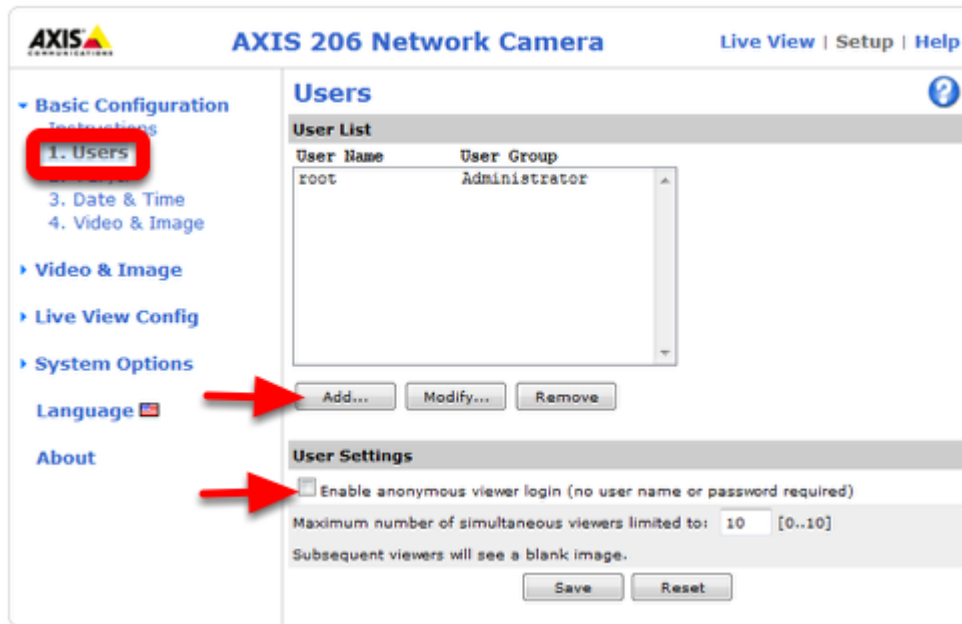 AXIS
COMMUNICATIONS
AXIS 206 Network Camera
Live View | Setup | Help
Basic Configuration
Instructions
1. Users
3. Date & Time
4. Video & Image
Video & Image
Live View Config
System Options
Language
About
Users
?
User List
User Name User Group
root Administrator
Add... Modify... Remove
User Settings
Enable anonymous viewer login (no user name or password required)
Maximum number of simultaneous viewers limited to: 10 [0..10]
Subsequent viewers will see a blank image.
Save Reset